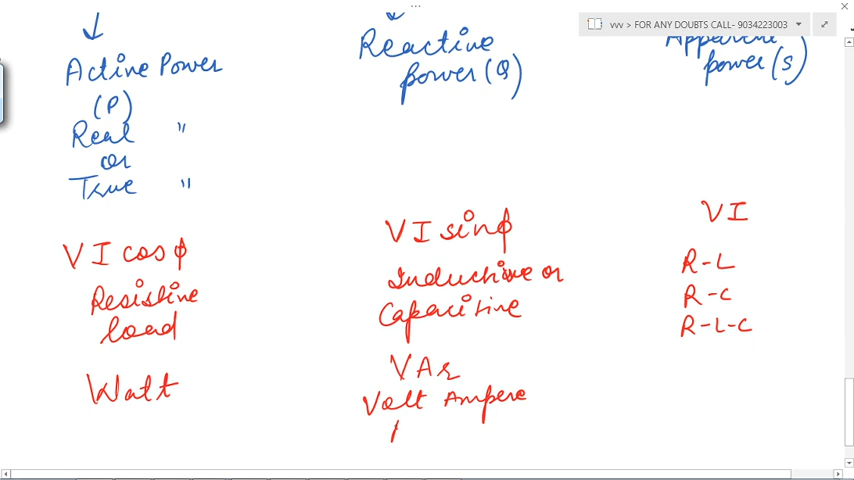 vvv > FOR ANY DOUBTS CALL- 9034223003
Active Power
(P)
Real "
or
True "
VI cos ϕ
Resistive
load
Watt
Reactive
power (Q)
VI sin ϕ
Inductive or
Capacitive
VAr
Volt Ampere
Apparent
power (S)
VI
R-L
R-C
R-L-C